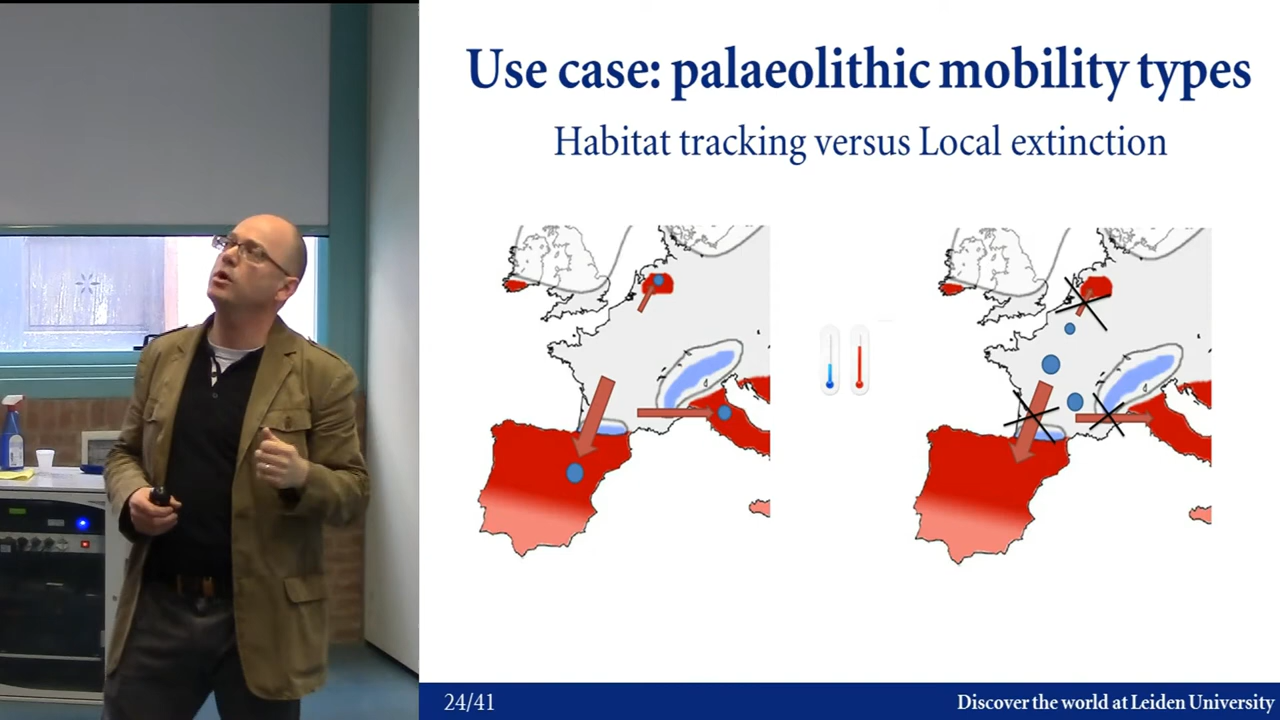 Use case: palaeolithic mobility types
Habitat tracking versus Local extinction
24/41
Discover the world at Leiden University